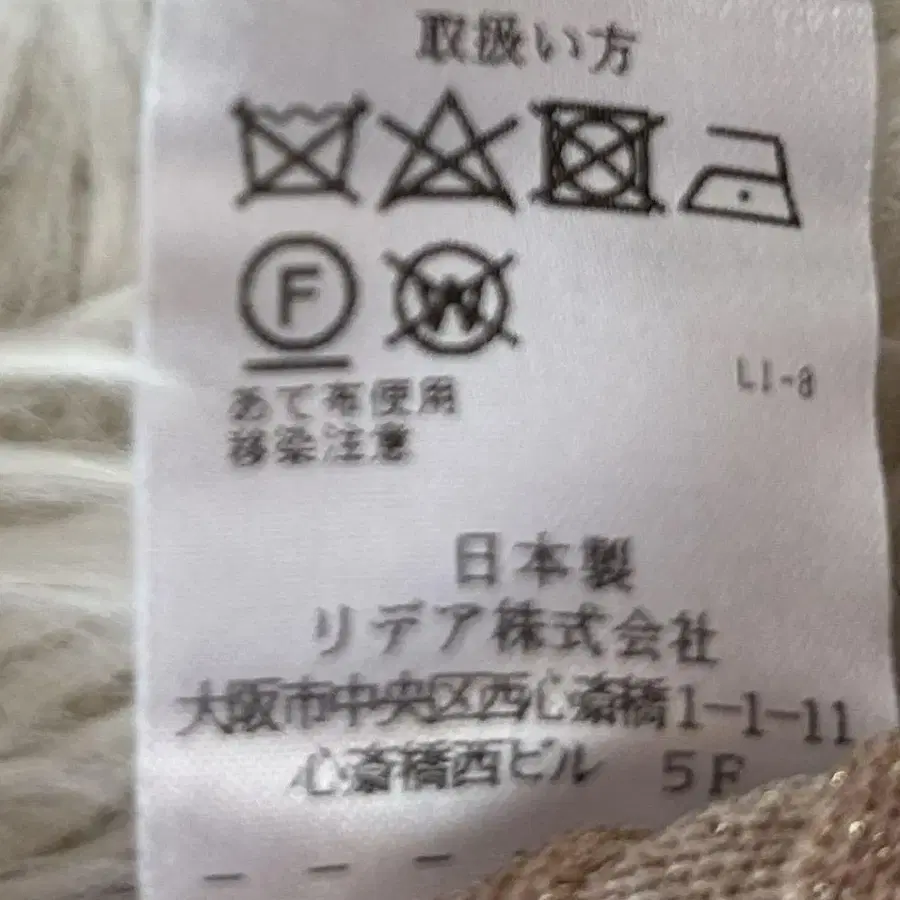 取扱い方
F W
L1-8
あて布使用
移染注意
日本製
リデア株式会社
大阪市中央区西心斎橋1-1-11
心斎橋西ビル 5F